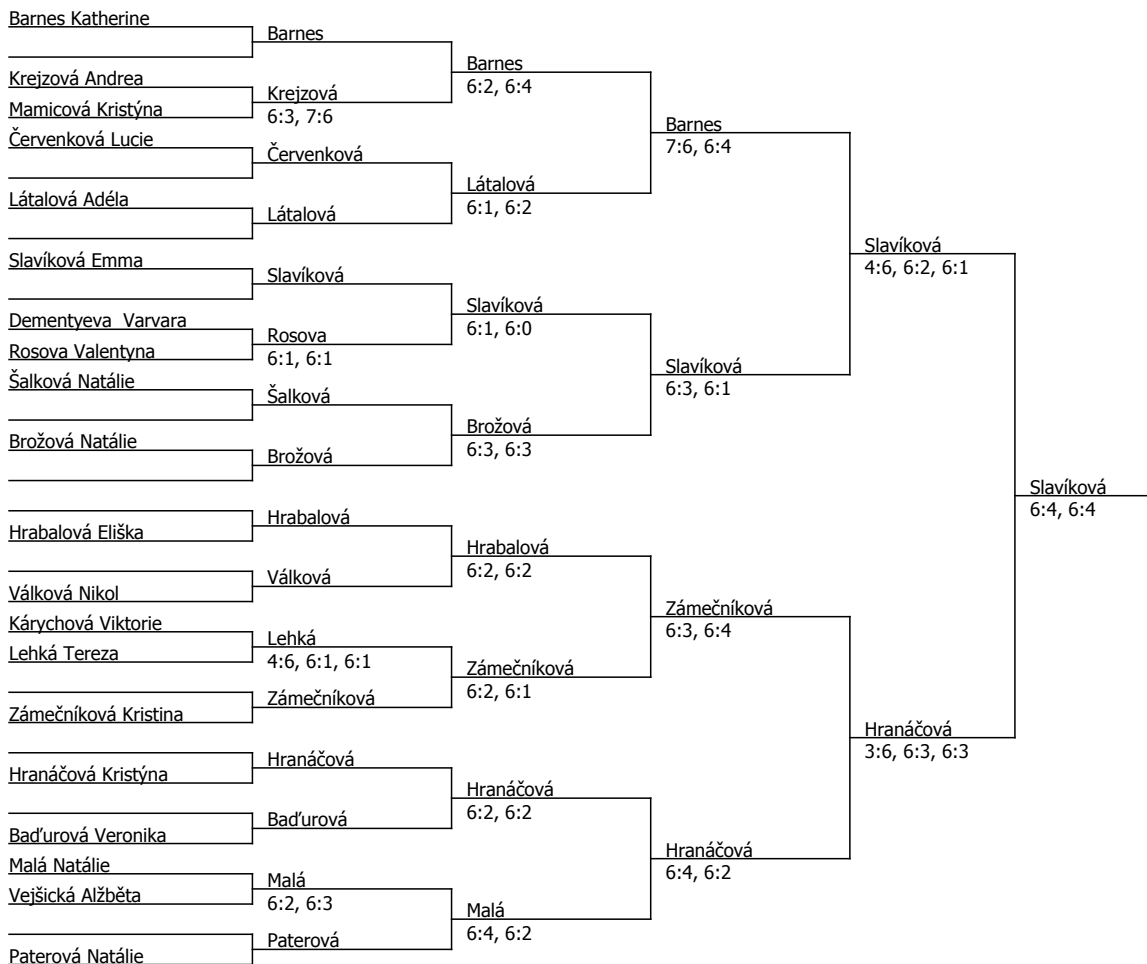 Barnes Katherine
Krejzová Andrea
Mamicová Kristýna
Červenková Lucie
Látalová Adéla
Slavíková Emma
Dementyeva  Varvara
Rosova Valentyna
Šalková Natálie
Brožová Natálie
Hrabalová Eliška
Válková Nikol
Kárychová Viktorie
Lehká Tereza
Zámečníková Kristina
Hranáčová Kristýna
Baďurová Veronika
Malá Natálie
Vejšická Alžběta
Paterová Natálie
Barnes
Krejzová
6:3, 7:6
Červenková
Látalová
Slavíková
Rosova
6:1, 6:1
Šalková
Brožová
Hrabalová
Válková
Lehká
4:6, 6:1, 6:1
Zámečníková
Hranáčová
Baďurová
Malá
6:2, 6:3
Paterová
Barnes
6:2, 6:4
Látalová
6:1, 6:2
Slavíková
6:1, 6:0
Brožová
6:3, 6:3
Hrabalová
6:2, 6:2
Zámečníková
6:2, 6:1
Hranáčová
6:2, 6:2
Malá
6:4, 6:2
Barnes
7:6, 6:4
Slavíková
6:3, 6:1
Zámečníková
6:3, 6:4
Hranáčová
6:4, 6:2
Slavíková
4:6, 6:2, 6:1
Hranáčová
3:6, 6:3, 6:3
Slavíková
6:4, 6:4